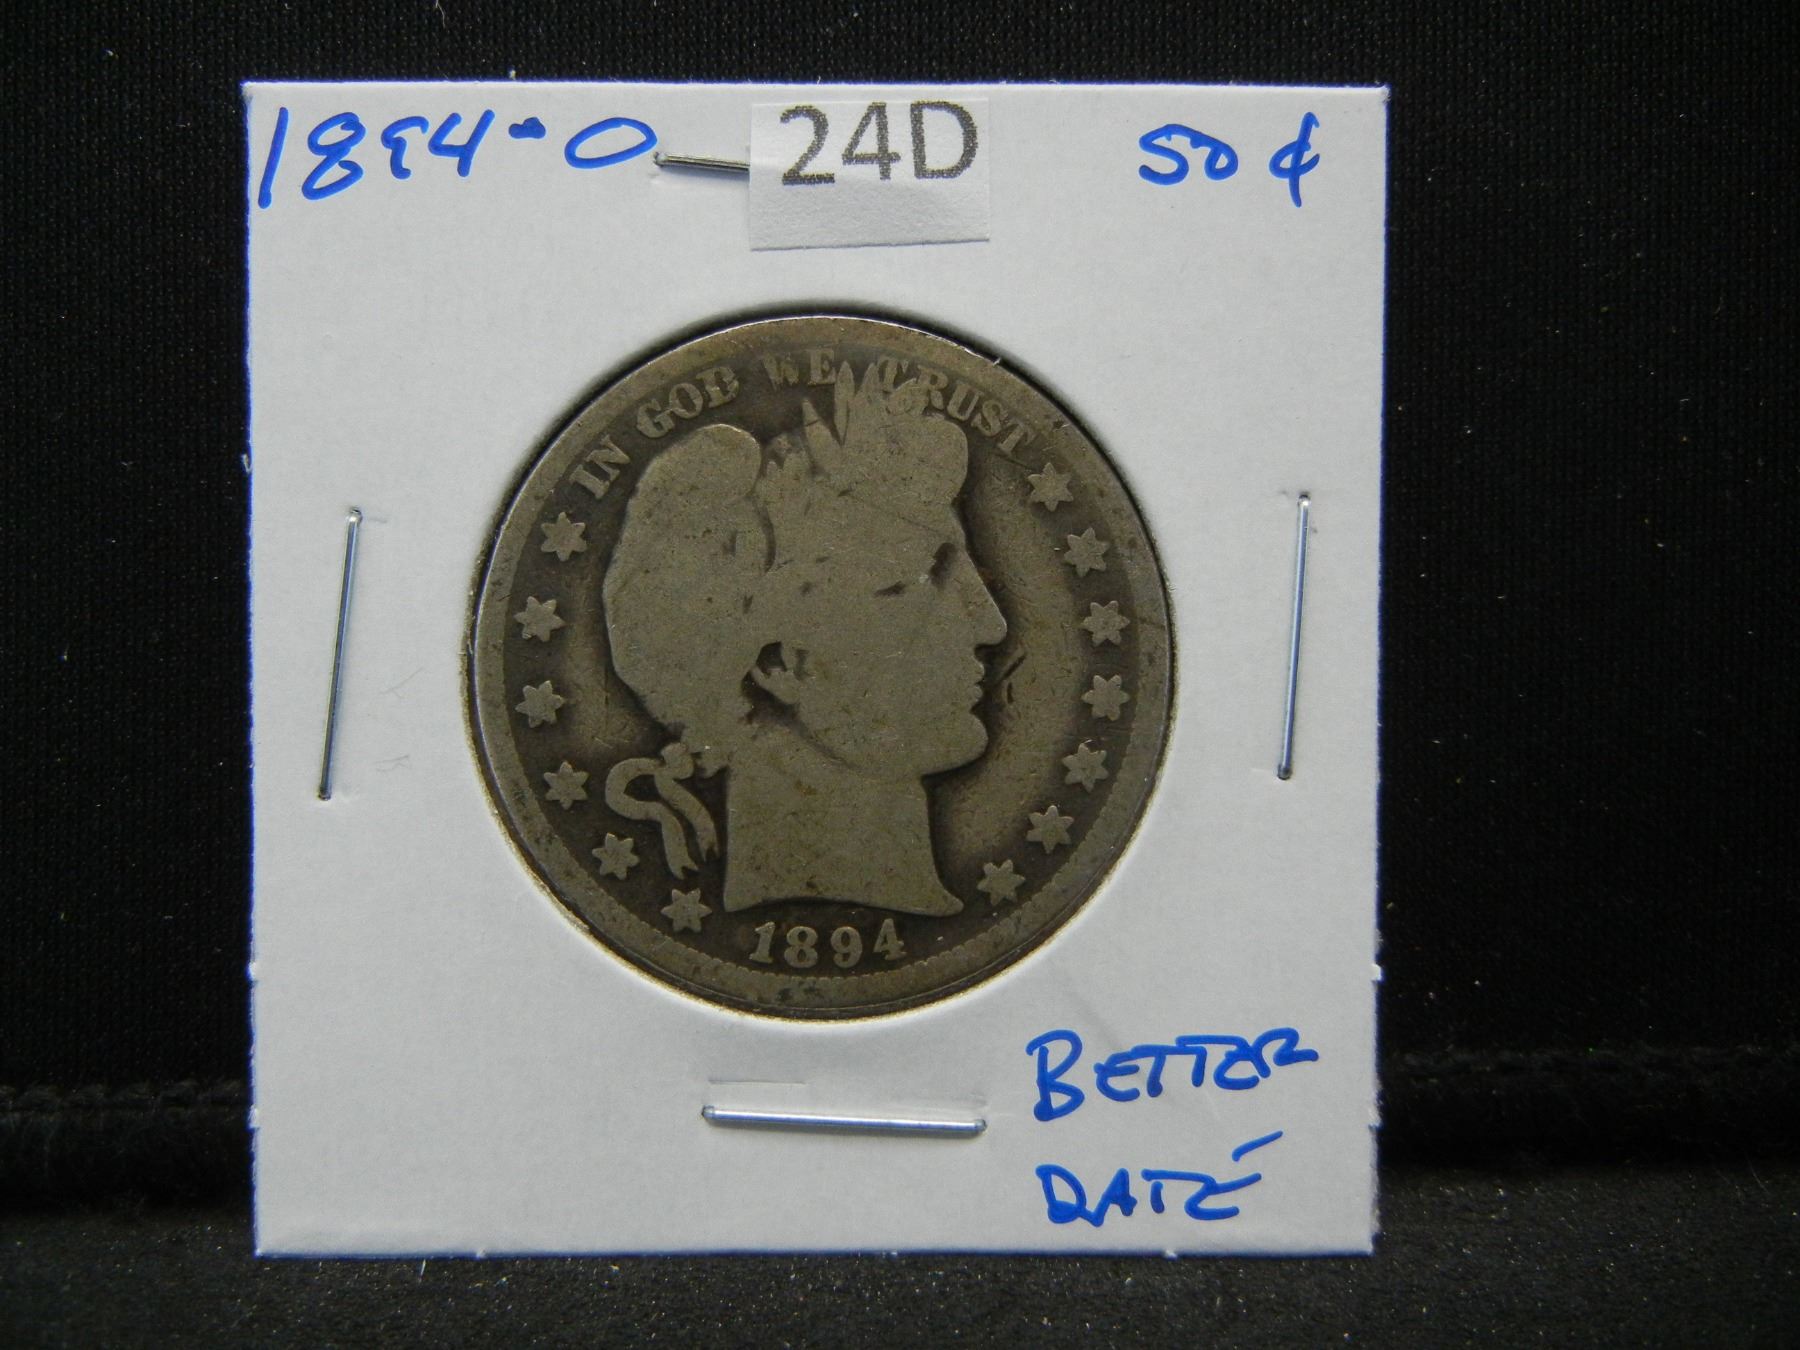 1894-O 24D 50¢
IN GOD WE TRUST
1894
BETTER
DATE